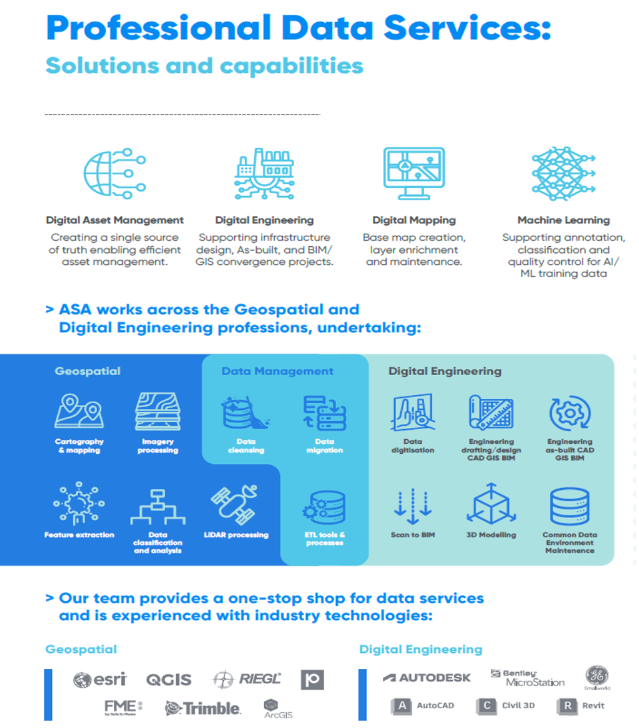 Professional Data Services:
Solutions and capabilities
Digital Asset Management
Creating a single source
of truth enabling efficient
asset management.
Digital Engineering
Supporting infrastructure
design, As-built, and BIM/
GIS convergence projects.
Digital Mapping
Base map creation,
layer enrichment
and maintenance.
Machine Learning
Supporting annotation,
classification and
quality control for AI/
ML training data
> ASA works across the Geospatial and
Digital Engineering professions, undertaking:
Geospatial
Cartography
& mapping
Imagery
processing
Feature extraction
Data
classification
and analysis
LIDAR processing
Data Management
Data
cleansing
Data
migration
ETL tools &
processes
Digital Engineering
Data
digitisation
Engineering
drafting/design
CAD GIS BIM
Engineering
as-built CAD
GIS BIM
Scan to BIM
3D Modelling
Common Data
Environment
Maintenence
> Our team provides a one-stop shop for data services
and is experienced with industry technologies:
Geospatial
esri
QGIS
RIEGL
FME
Trimble.
ArcGIS
Digital Engineering
AUTODESK
Bentley
MicroStation
GE
Smallworld
A AutoCAD
C Civil 3D
R Revit